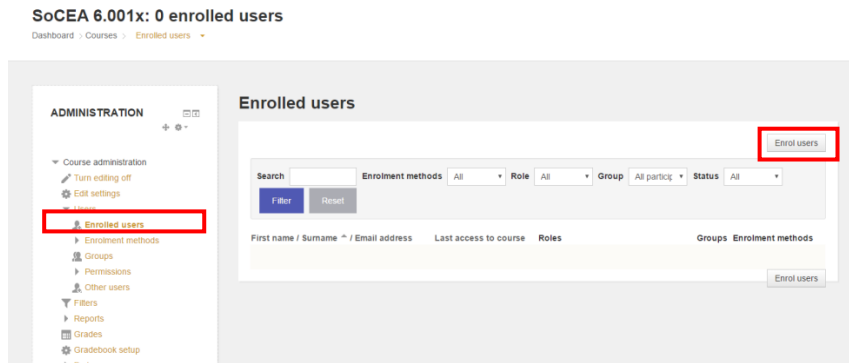 SoCEA 6.001x: 0 enrolled users
Dashboard > Courses > Enrolled users
ADMINISTRATION
Course administration
Turn editing off
Edit settings
Users
Enrolled users
Enrolment methods
Groups
Permissions
Other users
Filters
Reports
Grades
Gradebook setup
Enrolled users
Enrol users
Search Enrolment methods All Role All Group All particip Status All
Filter Reset
First name / Surname / Email address Last access to course Roles Groups Enrolment methods
Enrol users